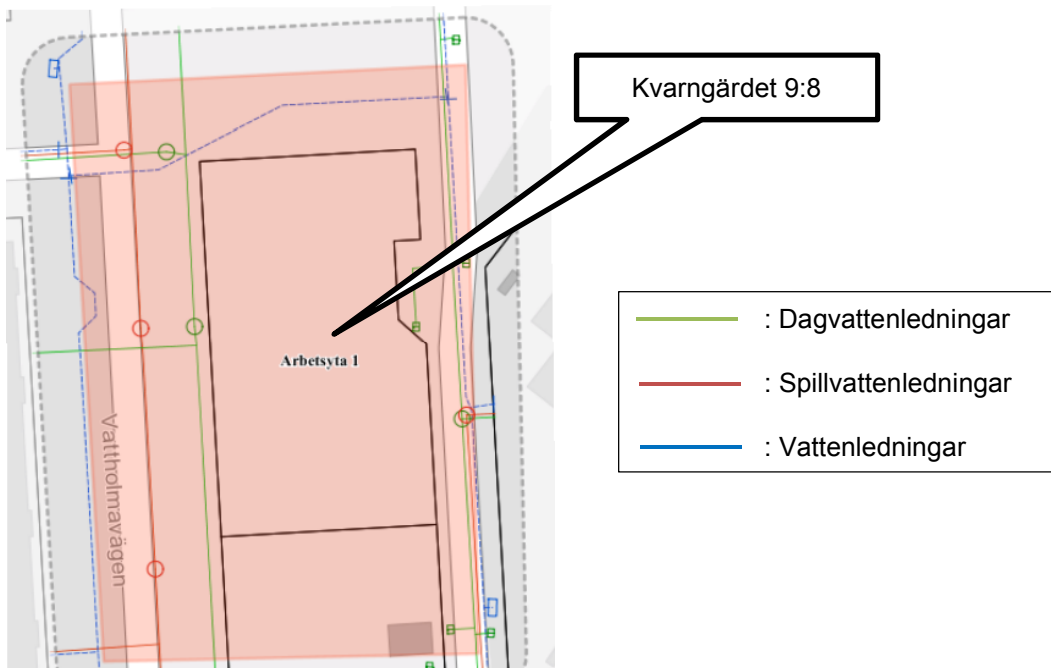 Kvarngärdet 9:8
Arbetsyta 1
Vattholmavägen
: Dagvattenledningar
: Spillvattenledningar
: Vattenledningar